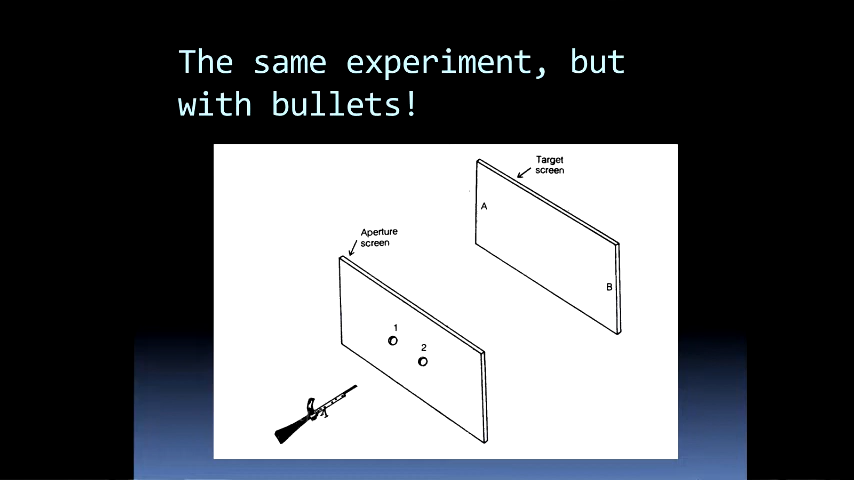 The same experiment, but
with bullets!
Target
screen
A
Aperture
screen
B
1
2